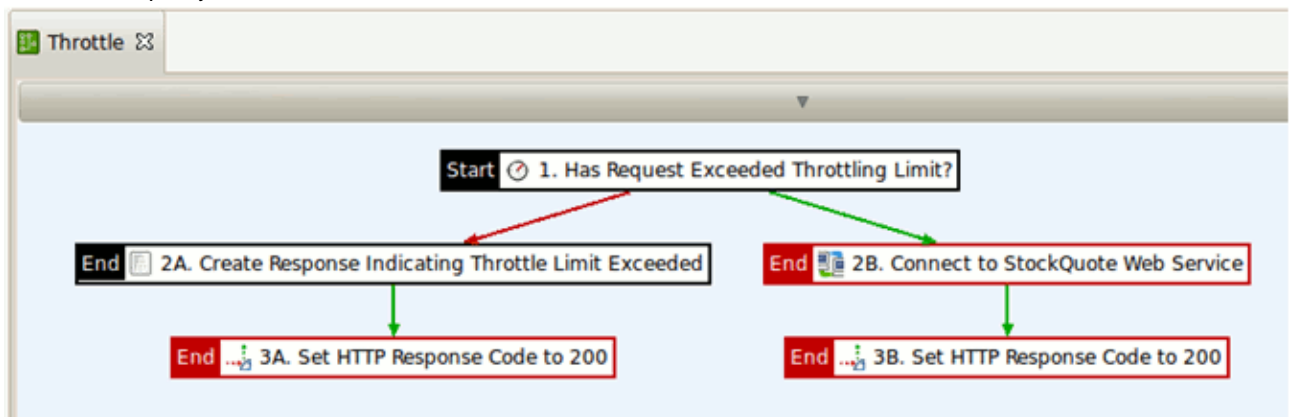 Throttle
Start 1. Has Request Exceeded Throttling Limit?
End 2A. Create Response Indicating Throttle Limit Exceeded
End 2B. Connect to StockQuote Web Service
End 3A. Set HTTP Response Code to 200
End 3B. Set HTTP Response Code to 200